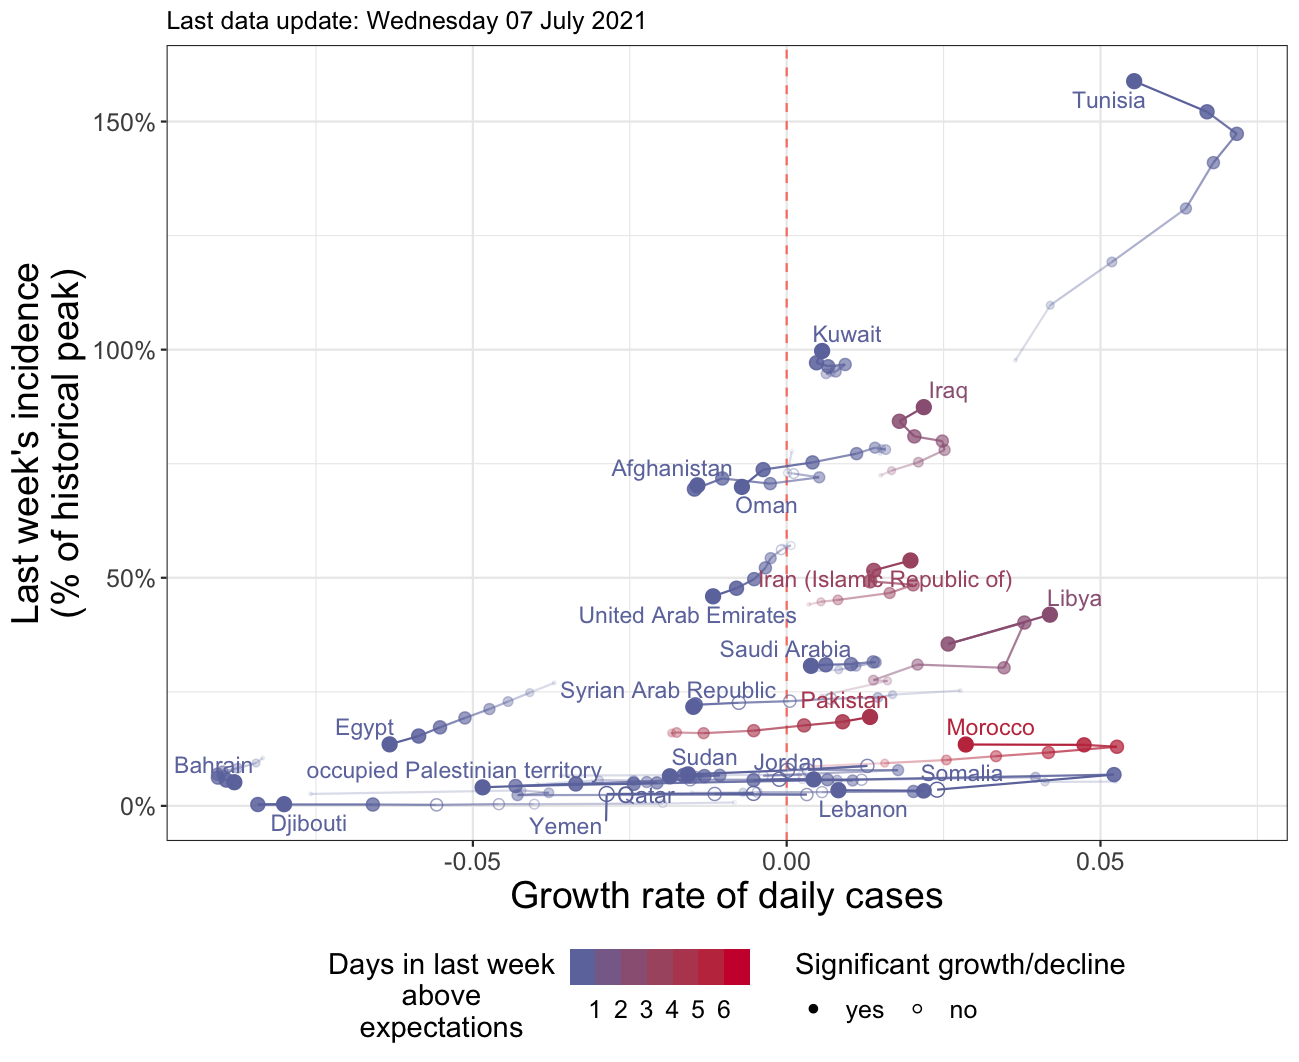 Last data update: Wednesday 07 July 2021
Last week's incidence
(% of historical peak)
150%
100%
50%
0%
Tunisia
Kuwait
Iraq
Afghanistan
Oman
Iran (Islamic Republic of)
Libya
United Arab Emirates
Saudi Arabia
Syrian Arab Republic
Pakistan
Egypt
Morocco
Bahrain
occupied Palestinian territory
Sudan
Jordan
Somalia
Qatar
Lebanon
Djibouti
Yemen
-0.05
0.00
0.05
Growth rate of daily cases
Days in last week
above
expectations
1 2 3 4 5 6
Significant growth/decline
yes no